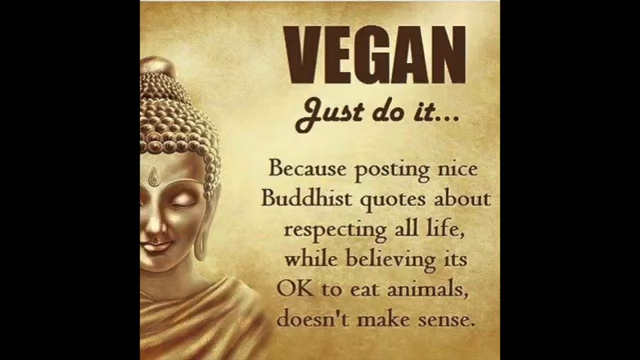 VEGAN
Just do it...
Because posting nice
Buddhist quotes about
respecting all life,
while believing its
OK to eat animals,
doesn't make sense.